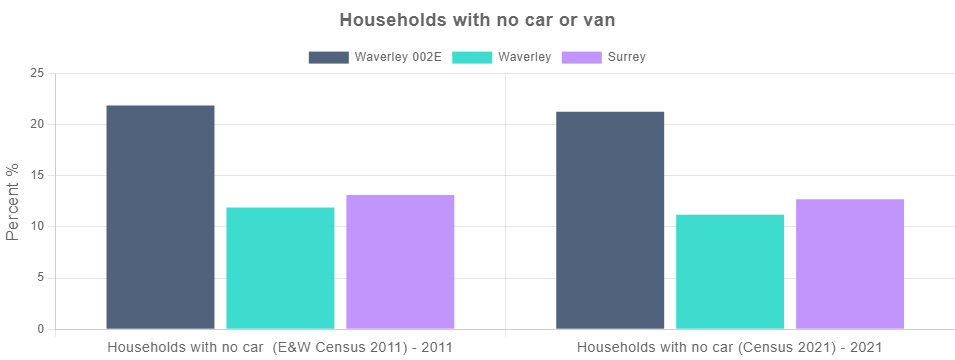 Households with no car or van
Waverley 002E Waverley Surrey
Percent %
25
20
15
10
5
0
Households with no car  (E&W Census 2011) - 2011 Households with no car (Census 2021) - 2021